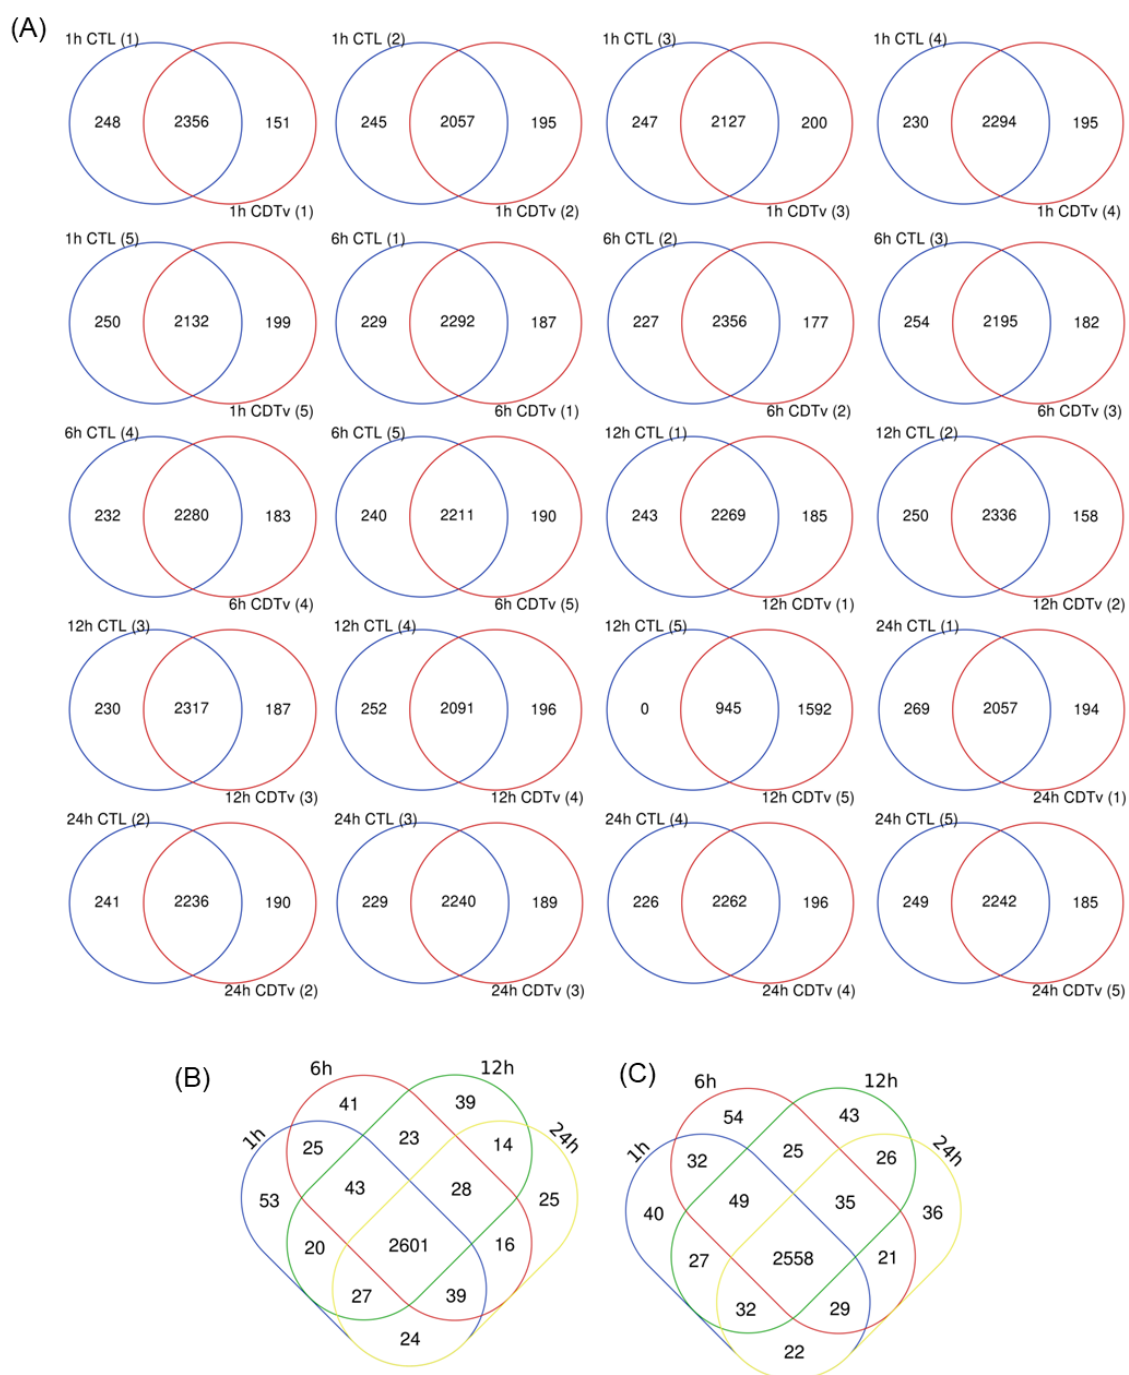 (A)
1h CTL (1) 1h CTL (2) 1h CTL (3) 1h CTL (4)
248 2356 151 245 2057 195 247 2127 200 230 2294 195
1h CDTv (1) 1h CDTv (2) 1h CDTv (3) 1h CDTv (4)
1h CTL (5) 6h CTL (1) 6h CTL (2) 6h CTL (3)
250 2132 199 229 2292 187 227 2356 177 254 2195 182
1h CDTv (5) 6h CDTv (1) 6h CDTv (2) 6h CDTv (3)
6h CTL (4) 6h CTL (5) 12h CTL (1) 12h CTL (2)
232 2280 183 240 2211 190 243 2269 185 250 2336 158
6h CDTv (4) 6h CDTv (5) 12h CDTv (1) 12h CDTv (2)
12h CTL (3) 12h CTL (4) 12h CTL (5) 24h CTL (1)
230 2317 187 252 2091 196 0 945 1592 269 2057 194
12h CDTv (3) 12h CDTv (4) 12h CDTv (5) 24h CDTv (1)
24h CTL (2) 24h CTL (3) 24h CTL (4) 24h CTL (5)
241 2236 190 229 2240 189 226 2262 196 249 2242 185
24h CDTv (2) 24h CDTv (3) 24h CDTv (4) 24h CDTv (5)
(B)
6h 12h
41 39
1h 25 23 14 24h
53 43 28 25
20 2601 16
27 39
24
(C)
6h 12h
54 43
1h 32 25 26 24h
40 49 35 36
27 2558 21
32 29
22